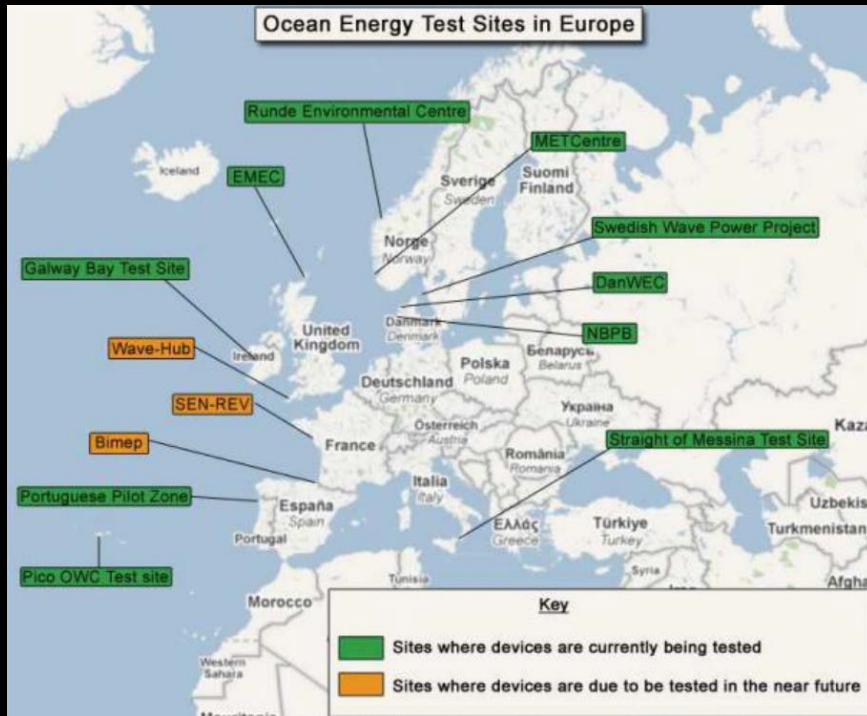 Ocean Energy Test Sites in Europe
Runde Environmental Centre
METCentre
Iceland
EMEC
Sverige
Sweden
Suomi
Finland
Swedish Wave Power Project
Norge
Norway
Galway Bay Test Site
DanWEC
Danmark
Denmark
United
Kingdom
NBPB
Wave-Hub
Ireland
Беларусь
Belarus
Polska
Poland
Deutschland
Germany
SEN-REV
Україна
Ukraine
Österreich
Austria
Kaza
Straight of Messina Test Site
Bimep
France
România
Romania
Italia
Italy
Portuguese Pilot Zone
España
Spain
Ελλάς
Greece
Türkiye
Turkey
Uzbekis
Turkmenistan
Portugal
Pico OWC Test site
Tunisia
Syria
Afgha
Morocco
Western
Sahara
Key
Sites where devices are currently being tested
Sites where devices are due to be tested in the near future